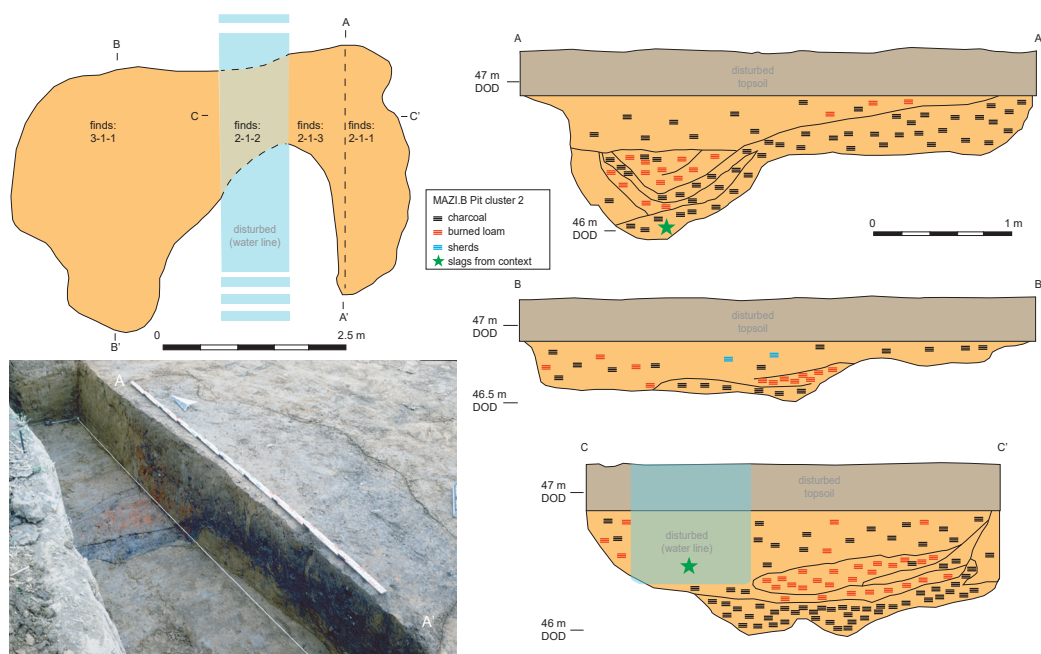 A
B
C
C'
finds:
3-1-1
finds:
2-1-2
finds:
2-1-3
finds:
2-1-1
disturbed
(water line)
A'
B'
0
2.5 m
MAZI.B Pit cluster 2
charcoal
burned loam
sherds
slags from context
A
A'
A
A
47 m
DOD
disturbed
topsoil
46 m
DOD
0
1 m
B
B
47 m
DOD
disturbed
topsoil
46.5 m
DOD
C
C'
47 m
DOD
disturbed
topsoil
disturbed
(water line)
46 m
DOD